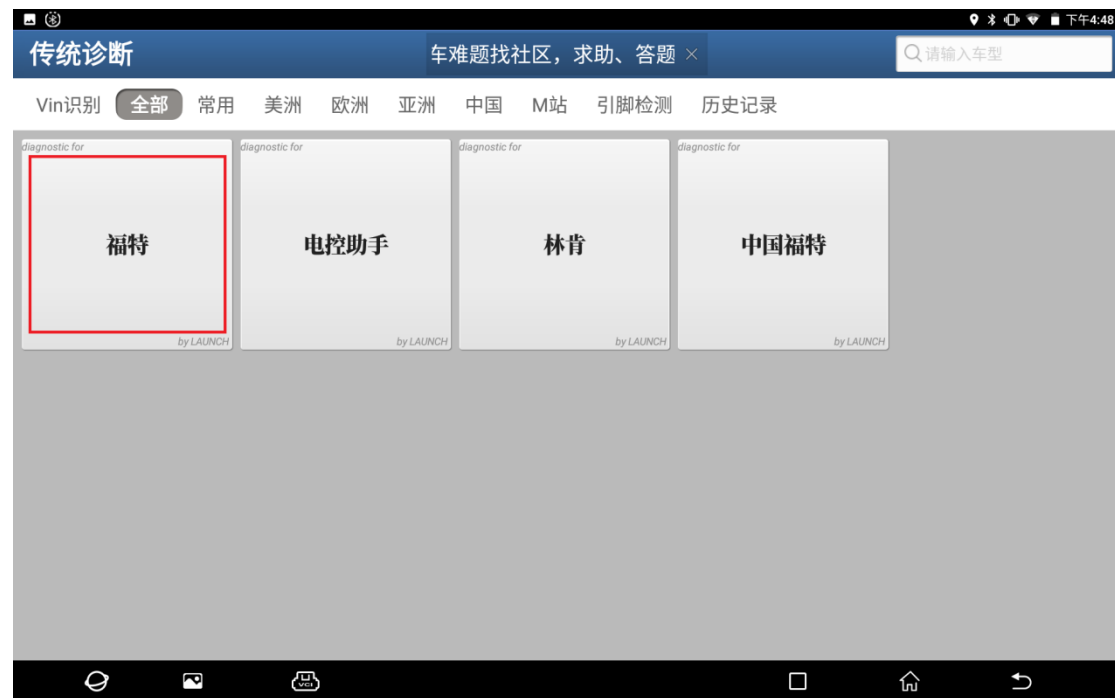 下午4:48
传统诊断
车难题找社区，求助、答题 ×
请输入车型
Vin识别 全部 常用 美洲 欧洲 亚洲 中国 M站 引脚检测 历史记录
diagnostic for
福特
by LAUNCH
diagnostic for
电控助手
by LAUNCH
diagnostic for
林肯
by LAUNCH
diagnostic for
中国福特
by LAUNCH
VCI